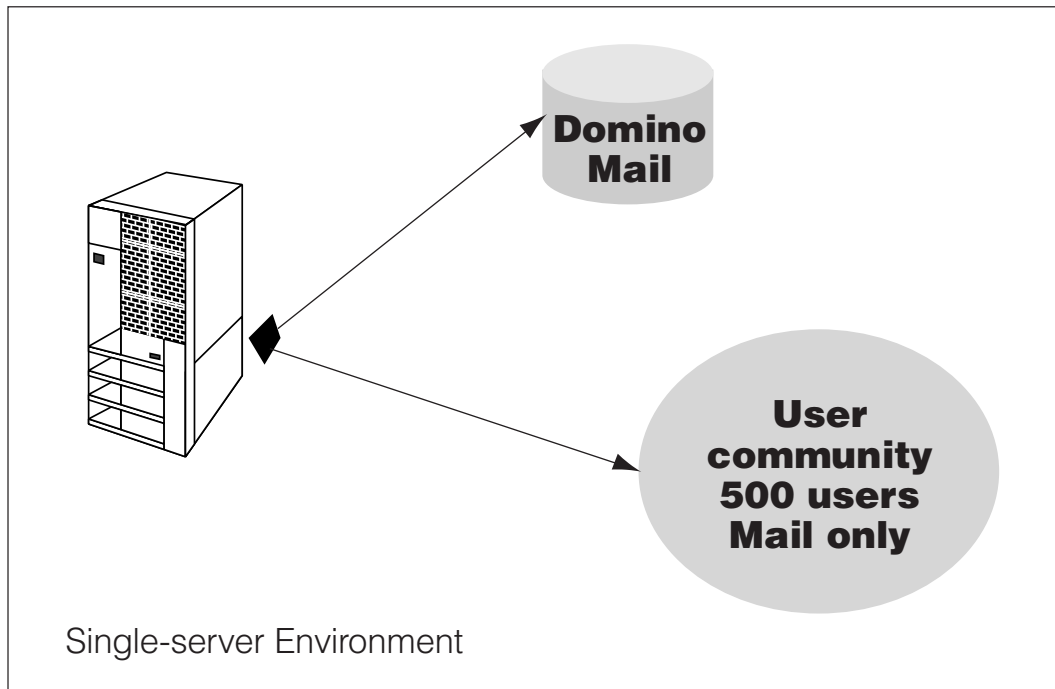 Domino
Mail
User
community
500 users
Mail only
Single-server Environment